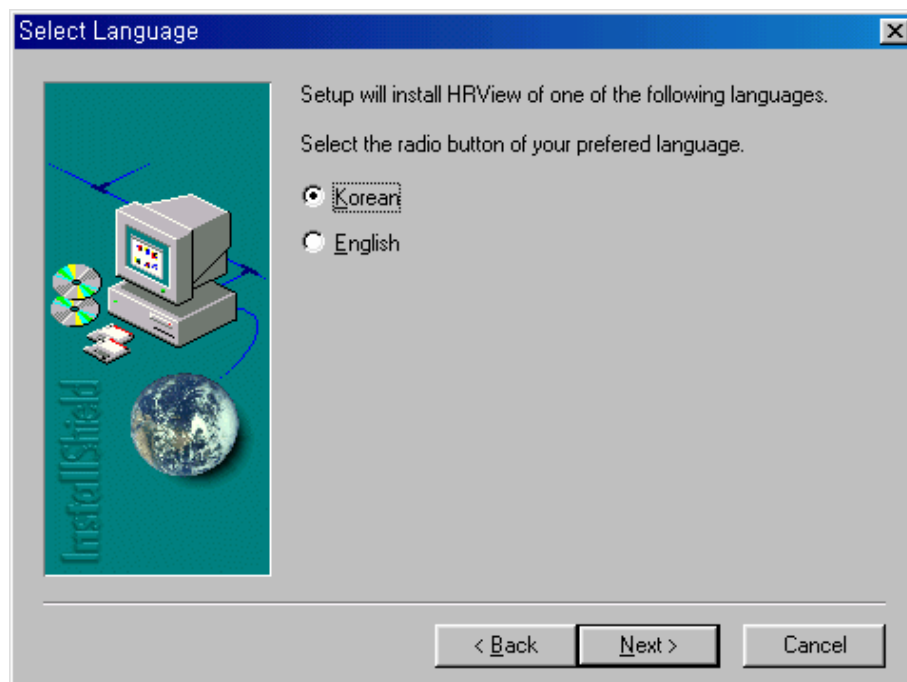 Select Language
Setup will install HRView of one of the following languages.
Select the radio button of your prefered language.
Korean
English
InstallShield
< Back
Next >
Cancel